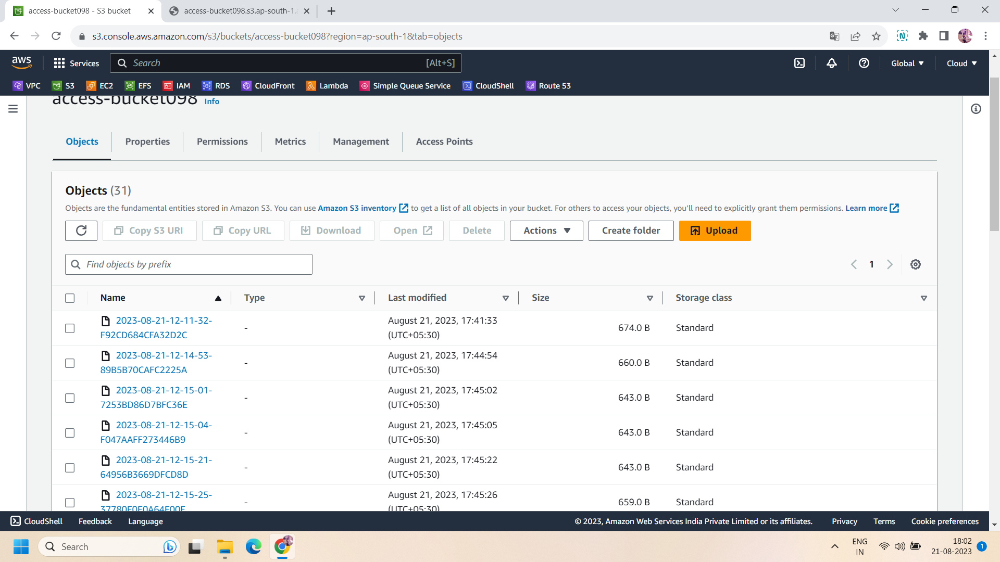 access-bucket098 - S3 bucket
access-bucket098.s3.ap-south-1.a
s3.console.aws.amazon.com/s3/buckets/access-bucket098?region=ap-south-1&tab=objects
aws
Services
Search
[Alt+S]
Global
Cloud
VPC
S3
EC2
EFS
IAM
RDS
CloudFront
Lambda
Simple Queue Service
CloudShell
Route 53
access-bucket098
Info
Objects
Properties
Permissions
Metrics
Management
Access Points
Objects (31)
Objects are the fundamental entities stored in Amazon S3. You can use Amazon S3 inventory to get a list of all objects in your bucket. For others to access your objects, you'll need to explicitly grant them permissions. Learn more
Copy S3 URI
Copy URL
Download
Open
Delete
Actions
Create folder
Upload
Find objects by prefix
1
Name
Type
Last modified
Size
Storage class
2023-08-21-12-11-32-
F92CD684CFA32D2C
-
August 21, 2023, 17:41:33
(UTC+05:30)
674.0 B
Standard
2023-08-21-12-14-53-
89B5B70CAFC2225A
-
August 21, 2023, 17:44:54
(UTC+05:30)
660.0 B
Standard
2023-08-21-12-15-01-
7253BD86D7BFC36E
-
August 21, 2023, 17:45:02
(UTC+05:30)
643.0 B
Standard
2023-08-21-12-15-04-
F047AAFF273446B9
-
August 21, 2023, 17:45:05
(UTC+05:30)
643.0 B
Standard
2023-08-21-12-15-21-
64956B3669DFCD8D
-
August 21, 2023, 17:45:22
(UTC+05:30)
643.0 B
Standard
2023-08-21-12-15-25-
-
August 21, 2023, 17:45:26
(UTC+05:30)
659.0 B
Standard
CloudShell
Feedback
Language
© 2023, Amazon Web Services India Private Limited or its affiliates.
Privacy
Terms
Cookie preferences
Search
ENG
IN
18:02
21-08-2023
1